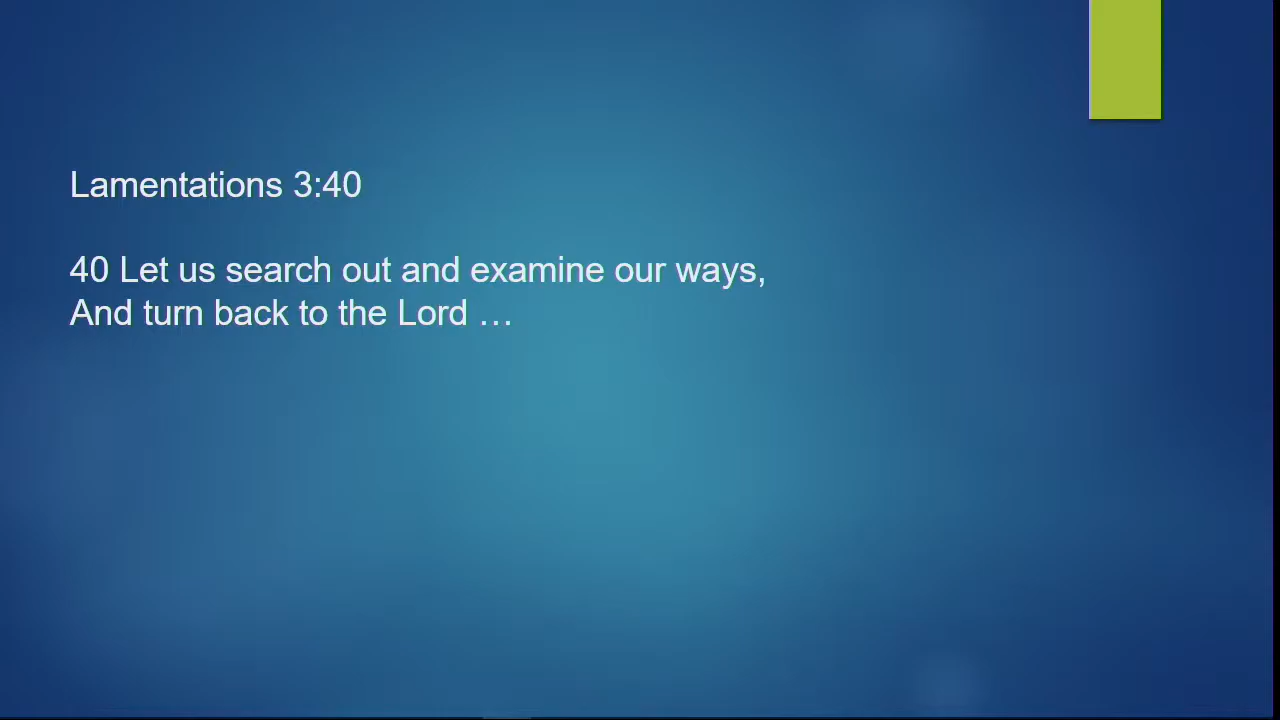 Lamentations 3:40
40 Let us search out and examine our ways,
And turn back to the Lord …